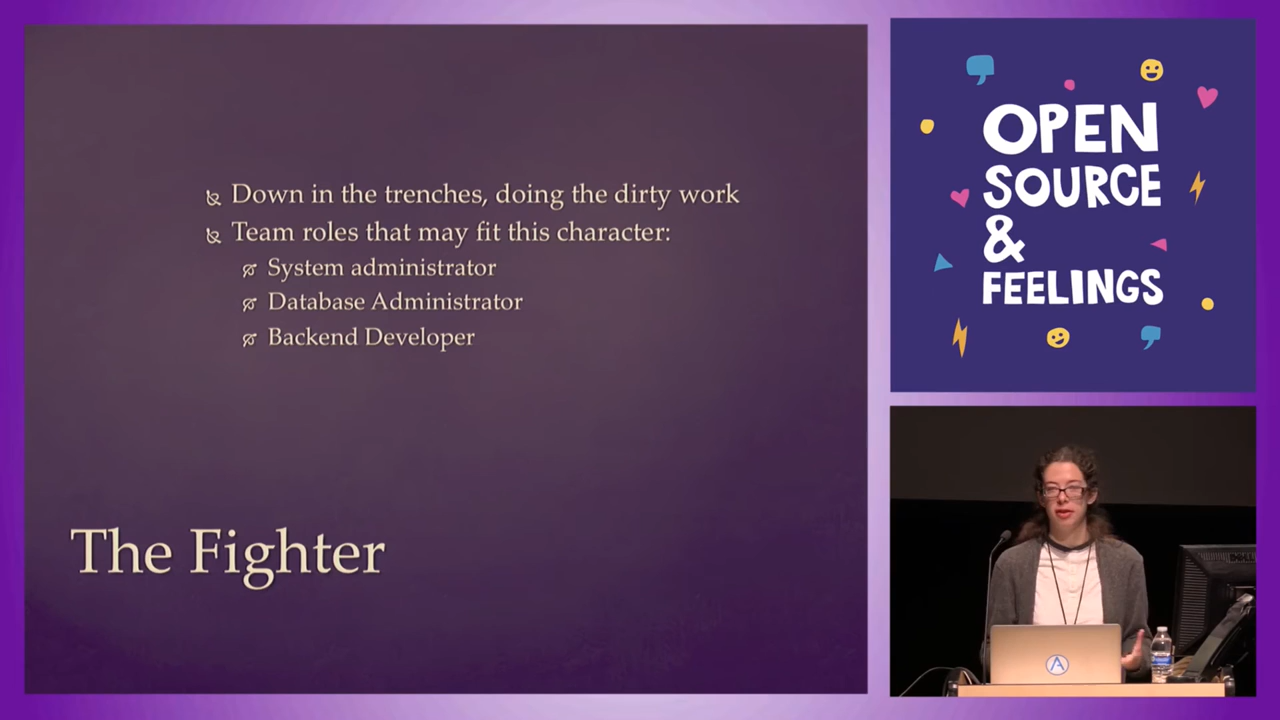 Down in the trenches, doing the dirty work
Team roles that may fit this character:
System administrator
Database Administrator
Backend Developer
The Fighter
OPEN
SOURCE
&
FEELINGS